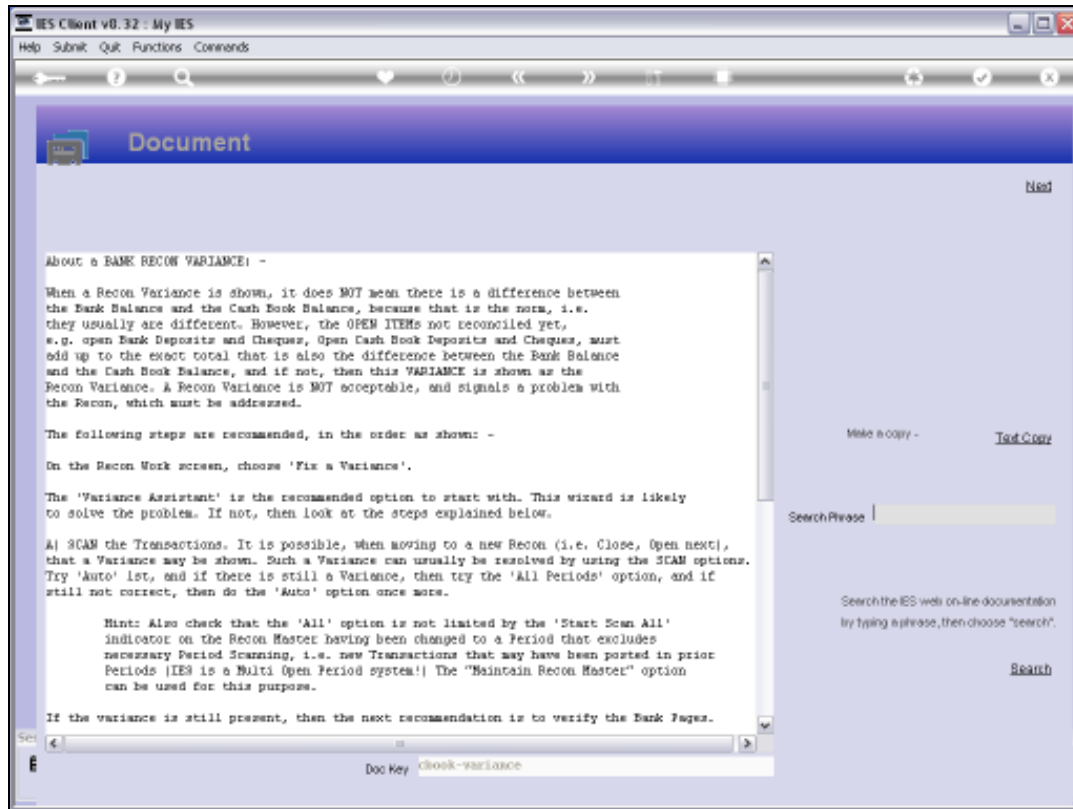 IES Client v8.32 : My IES
Help Submit Quit Functions Commands
Document
Next
About a BANK RECON VARIANCE: -
When a Recon Variance is shown, it does NOT mean there is a difference between
the Bank Balance and the Cash Book Balance, because that is the norm, i.e.
they usually are different. However, the OPEN ITEMs not reconciled yet,
e.g. open Bank Deposits and Cheques, Open Cash Book Deposits and Cheques, must
add up to the exact total that is also the difference between the Bank Balance
and the Cash Book Balance, and if not, then this VARIANCE is shown as the
Recon Variance. A Recon Variance is NOT acceptable, and signals a problem with
the Recon, which must be addressed.
The following steps are recommended, in the order as shown: -
On the Recon Work screen, choose 'Fix a Variance'.
The 'Variance Assistant' is the recommended option to start with. This wizard is likely
to solve the problem. If not, then look at the steps explained below.
A) SCAN the Transactions. It is possible, when moving to a new Recon (i.e. Close, Open next),
that a Variance may be shown. Such a Variance can usually be resolved by using the SCAN options.
Try 'Auto' 1st, and if there is still a Variance, then try the 'All Periods' option, and if
still not correct, then do the 'Auto' option once more.
Hint: Also check that the 'All' option is not limited by the 'Start Scan All'
indicator on the Recon Master having been changed to a Period that excludes
necessary Period Scanning, i.e. new Transactions that may have been posted in prior
Periods (IES is a Multi Open Period system!) The "Maintain Recon Master" option
can be used for this purpose.
If the variance is still present, then the next recommendation is to verify the Bank Pages.
Make a copy -
Text Copy
Search Phrase
Search the IES web on-line documentation
by typing a phrase, then choose "search".
Search
Doc Key cbook-variance